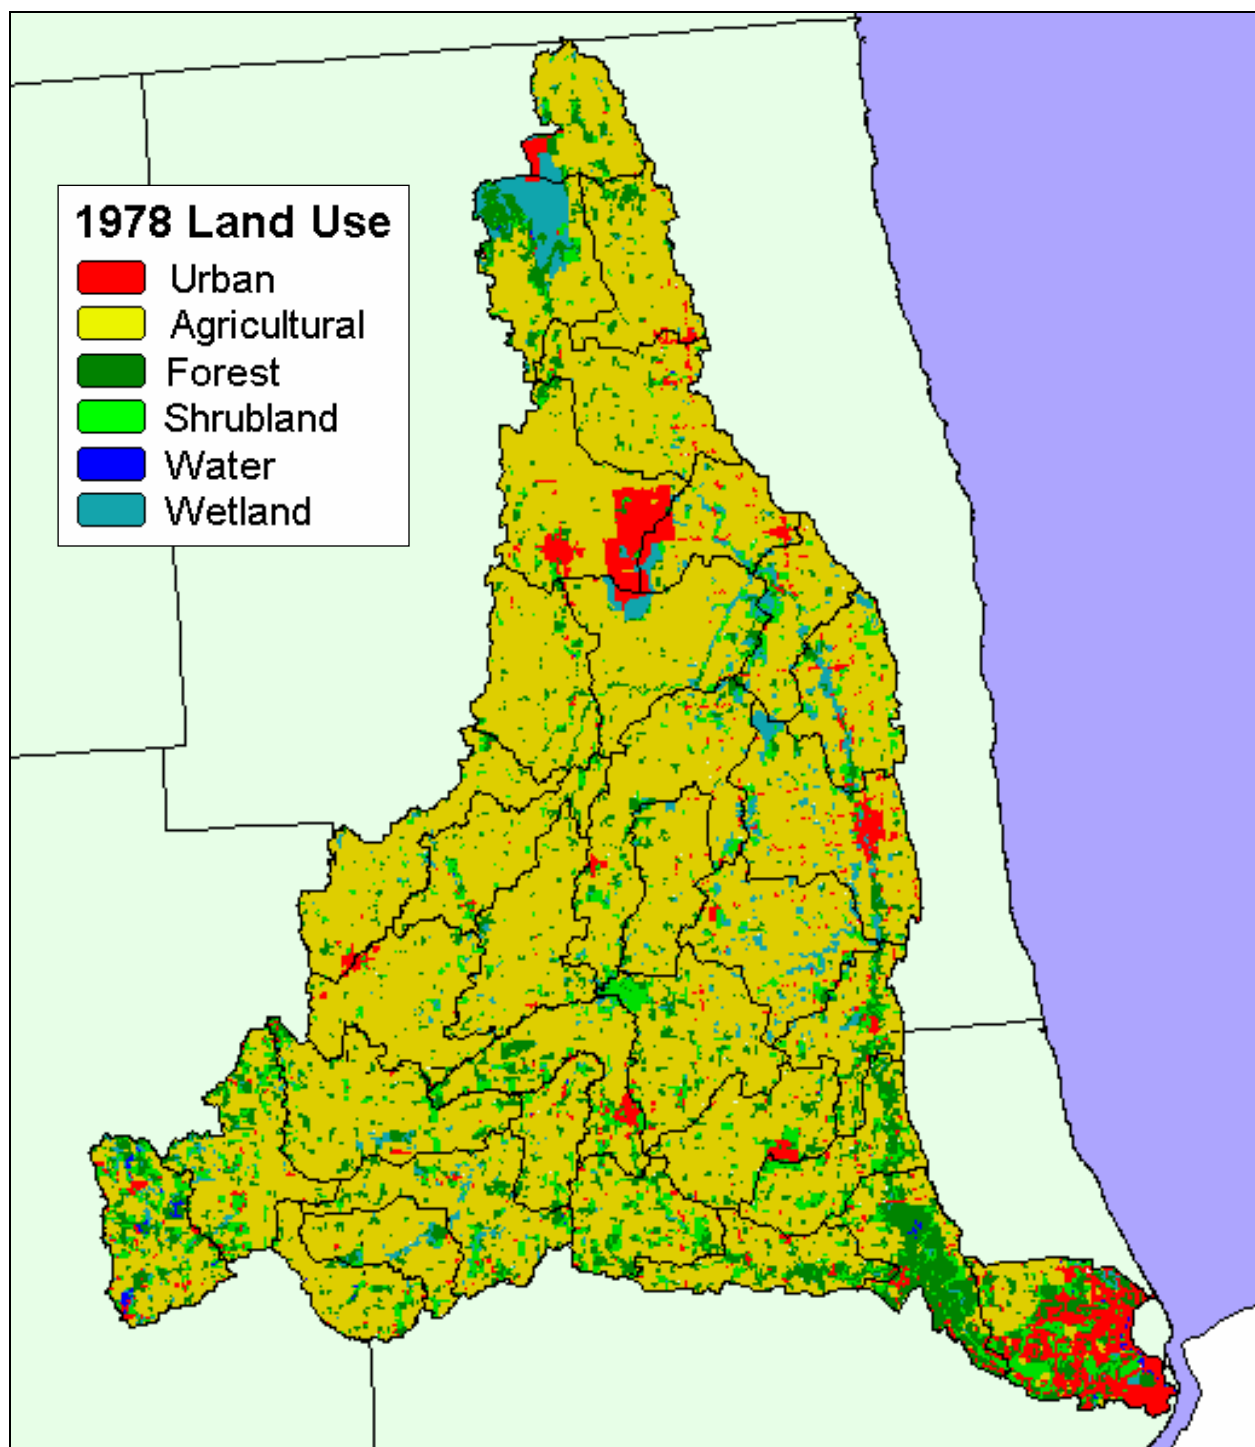 1978 Land Use
Urban
Agricultural
Forest
Shrubland
Water
Wetland